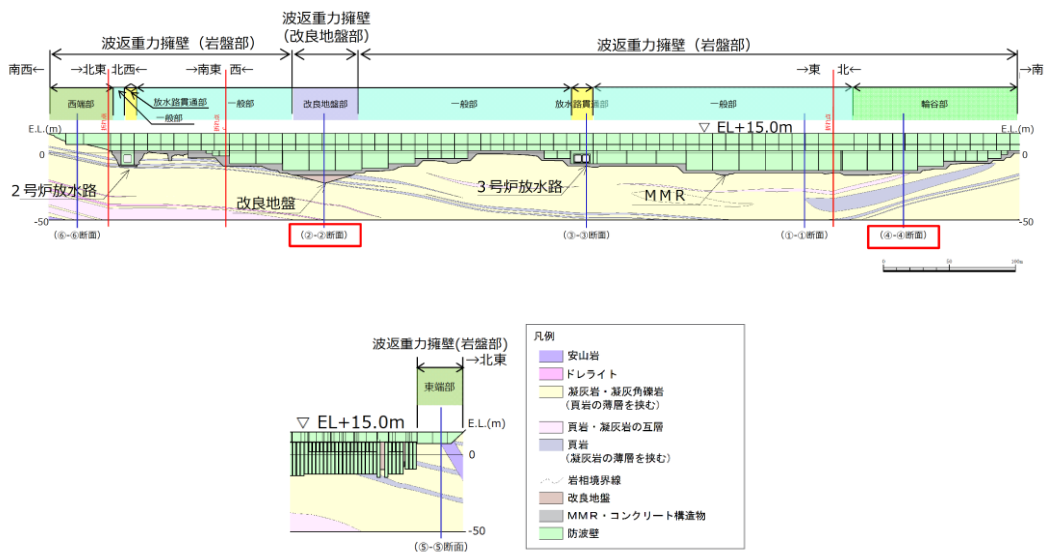 波返重力擁壁
(改良地盤部)
波返重力擁壁(岩盤部)
波返重力擁壁(岩盤部)
南西←
→北東
北西←
→南東
西←
→東
北←
→南
西端部
放水路貫通部
一般部
一般部
改良地盤部
一般部
放水路貫通部
一般部
輪谷部
E.L.(m)
▽ EL+15.0m
E.L.(m)
0
0
2号炉放水路
改良地盤
3号炉放水路
MMR
-50
-50
(⑥-⑥断面)
(②-②断面)
(③-③断面)
(①-①断面)
(④-④断面)
0
50
100m
波返重力擁壁(岩盤部)
→北東
東端部
▽ EL+15.0m
E.L.(m)
0
-50
(⑤-⑤断面)
凡例
安山岩
ドレライト
凝灰岩・凝灰角礫岩
(頁岩の薄層を挟む)
頁岩・凝灰岩の互層
頁岩
(凝灰岩の薄層を挟む)
岩相境界線
改良地盤
MMR・コンクリート構造物
防波壁